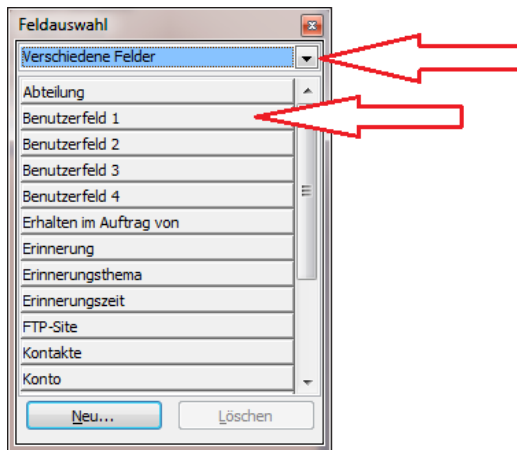 Feldauswahl
Verschiedene Felder
Abteilung
Benutzerfeld 1
Benutzerfeld 2
Benutzerfeld 3
Benutzerfeld 4
Erhalten im Auftrag von
Erinnerung
Erinnerungsthema
Erinnerungszeit
FTP-Site
Kontakte
Konto
Neu... Löschen